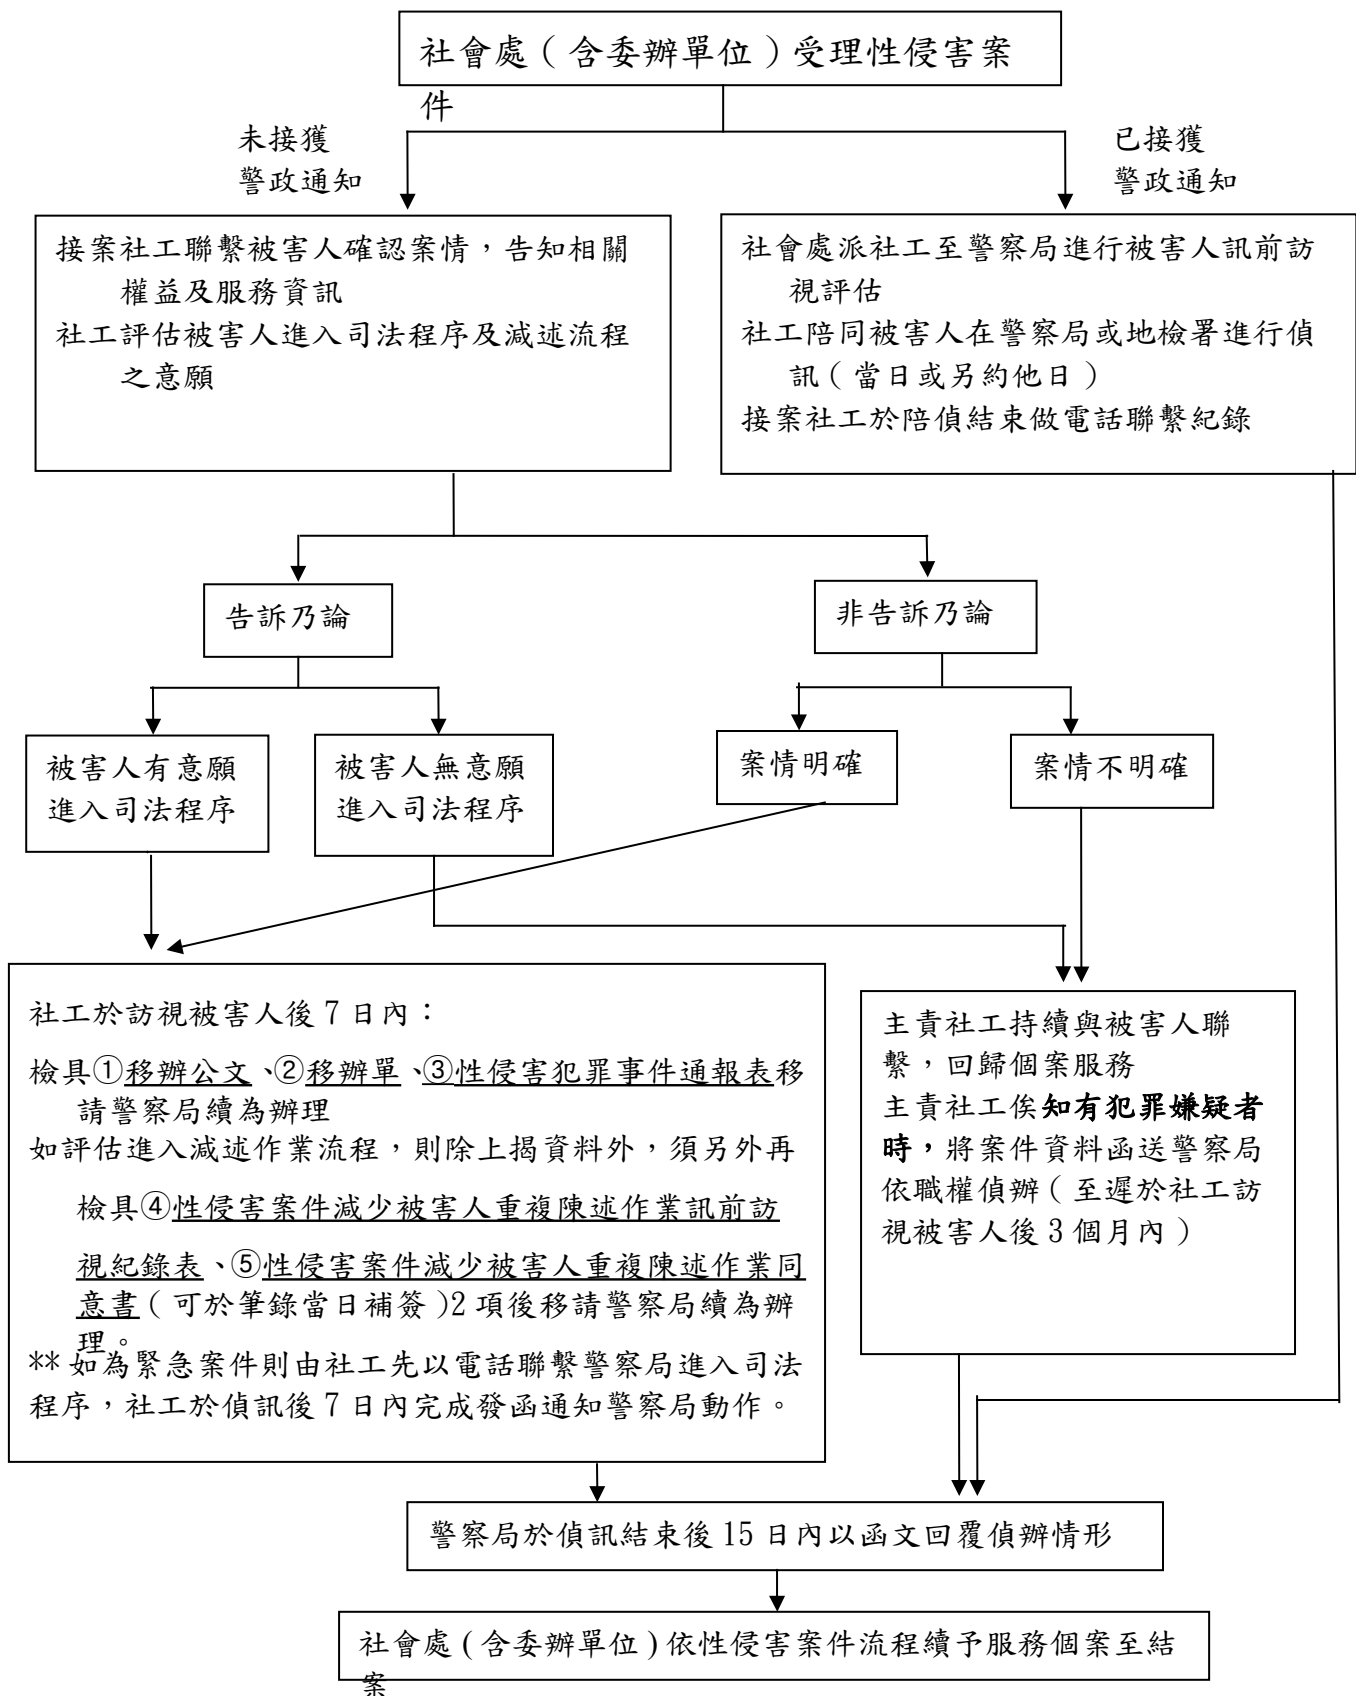 社會處（含委辦單位）受理性侵害案
件
未接獲
警政通知
已接獲
警政通知
接案社工聯繫被害人確認案情，告知相關
權益及服務資訊
社工評估被害人進入司法程序及減述流程
之意願
社會處派社工至警察局進行被害人訊前訪
視評估
社工陪同被害人在警察局或地檢署進行偵
訊（當日或另約他日）
接案社工於陪偵結束做電話聯繫紀錄
告訴乃論
非告訴乃論
被害人有意願
進入司法程序
被害人無意願
進入司法程序
案情明確
案情不明確
社工於訪視被害人後 7 日內：
檢具①移辦公文、②移辦單、③性侵害犯罪事件通報表移
請警察局續為辦理
如評估進入減述作業流程，則除上揭資料外，須另外再
檢具④性侵害案件減少被害人重複陳述作業訊前訪
視紀錄表、⑤性侵害案件減少被害人重複陳述作業同
意書（可於筆錄當日補簽）2 項後移請警察局續為辦
理。
** 如為緊急案件則由社工先以電話聯繫警察局進入司法
程序，社工於偵訊後 7 日內完成發函通知警察局動作。
主責社工持續與被害人聯
繫，回歸個案服務
主責社工俟知有犯罪嫌疑者
時，將案件資料函送警察局
依職權偵辦（至遲於社工訪
視被害人後 3 個月內）
警察局於偵訊結束後 15 日內以函文回覆偵辦情形
社會處 (含委辦單位) 依性侵害案件流程續予服務個案至結
案